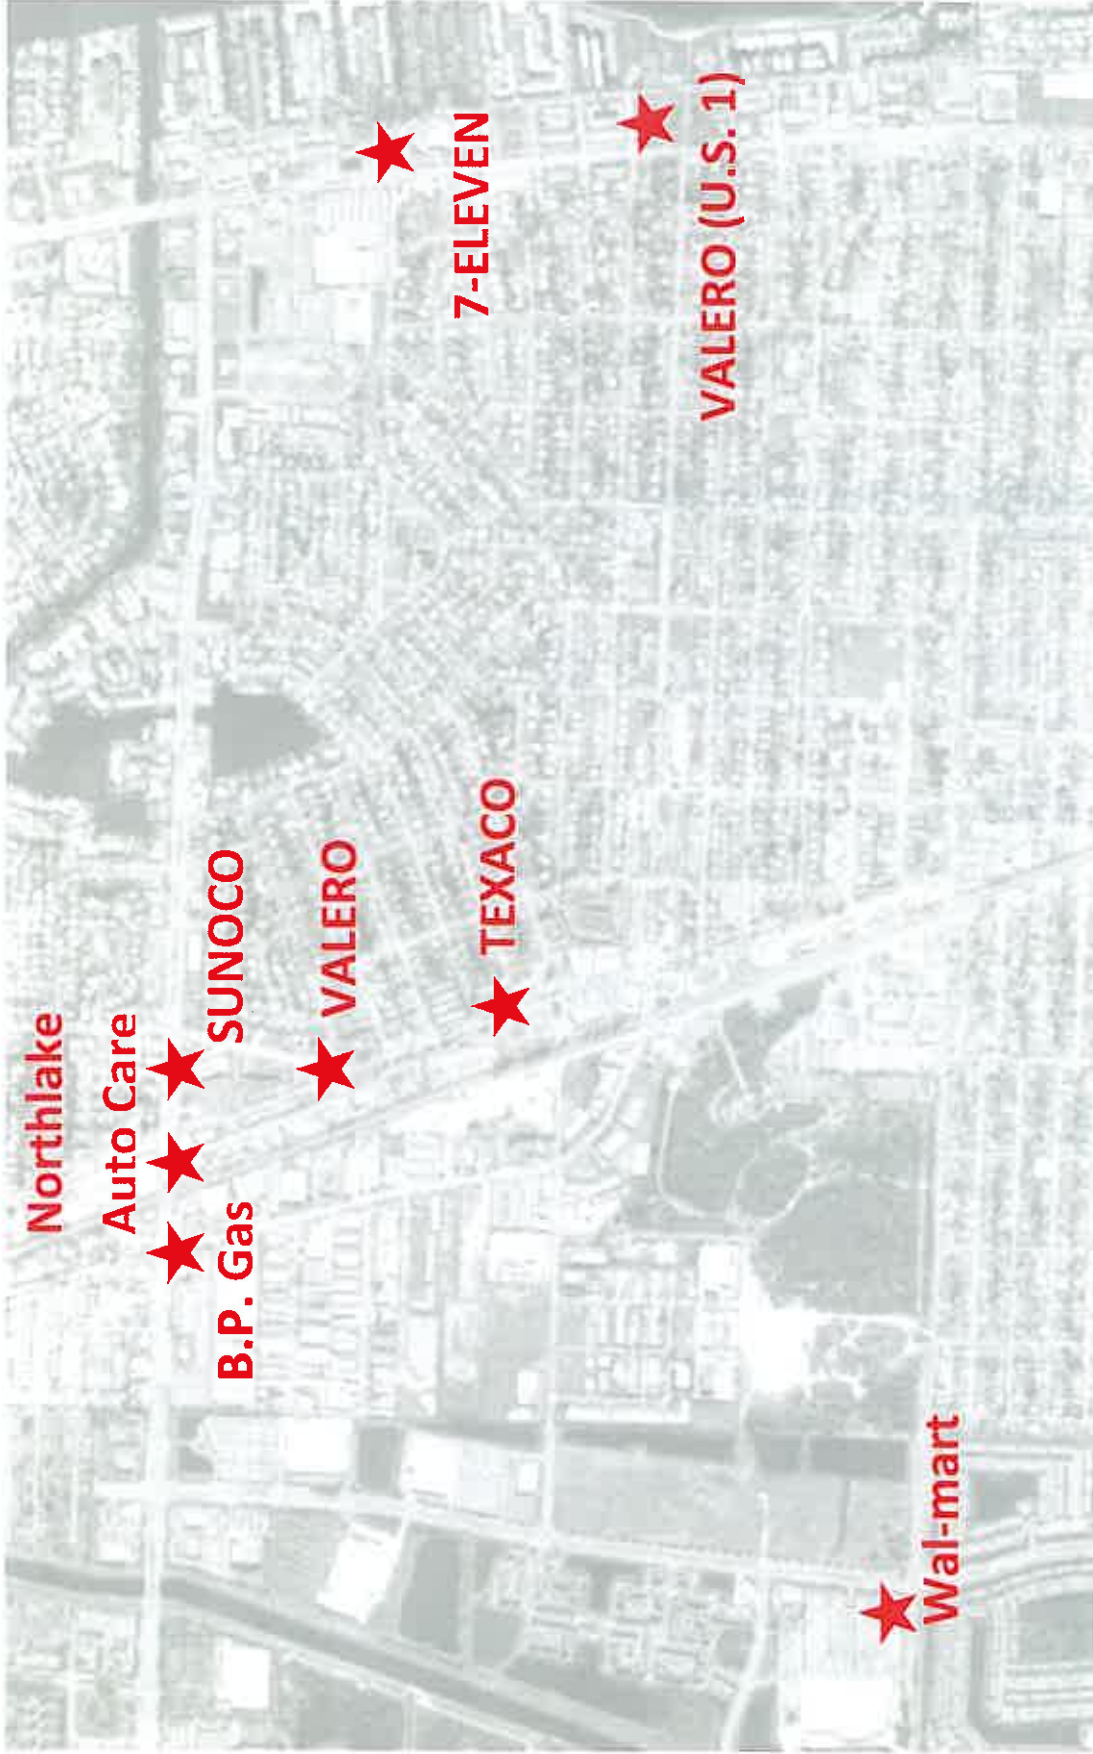 Northlake
Auto Care
SUNOCO
B.P. Gas
VALERO
TEXACO
7-ELEVEN
VALERO (U.S. 1)
Wal-mart